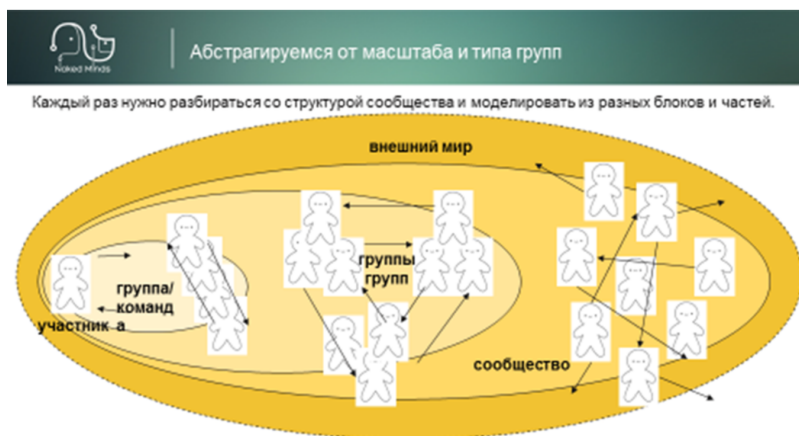 Naked Minds
Абстрагируемся от масштаба и типа групп
Каждый раз нужно разбираться со структурой сообщества и моделировать из разных блоков и частей.
внешний мир
группа/
команд
а
участник
группы
групп
сообщество